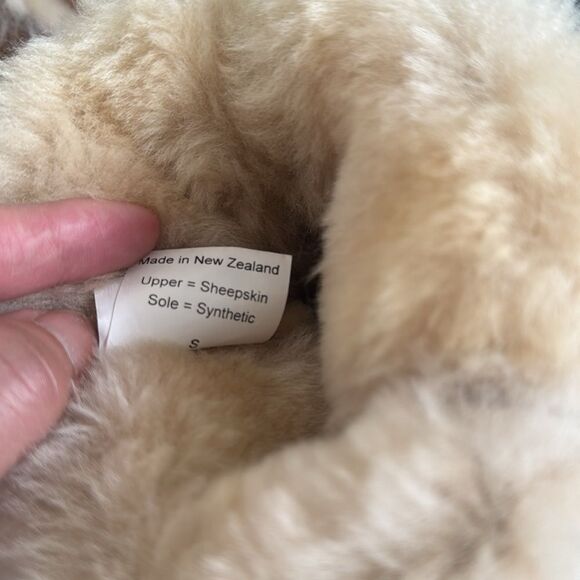 Made in New Zealand
Upper = Sheepskin
Sole = Synthetic
S